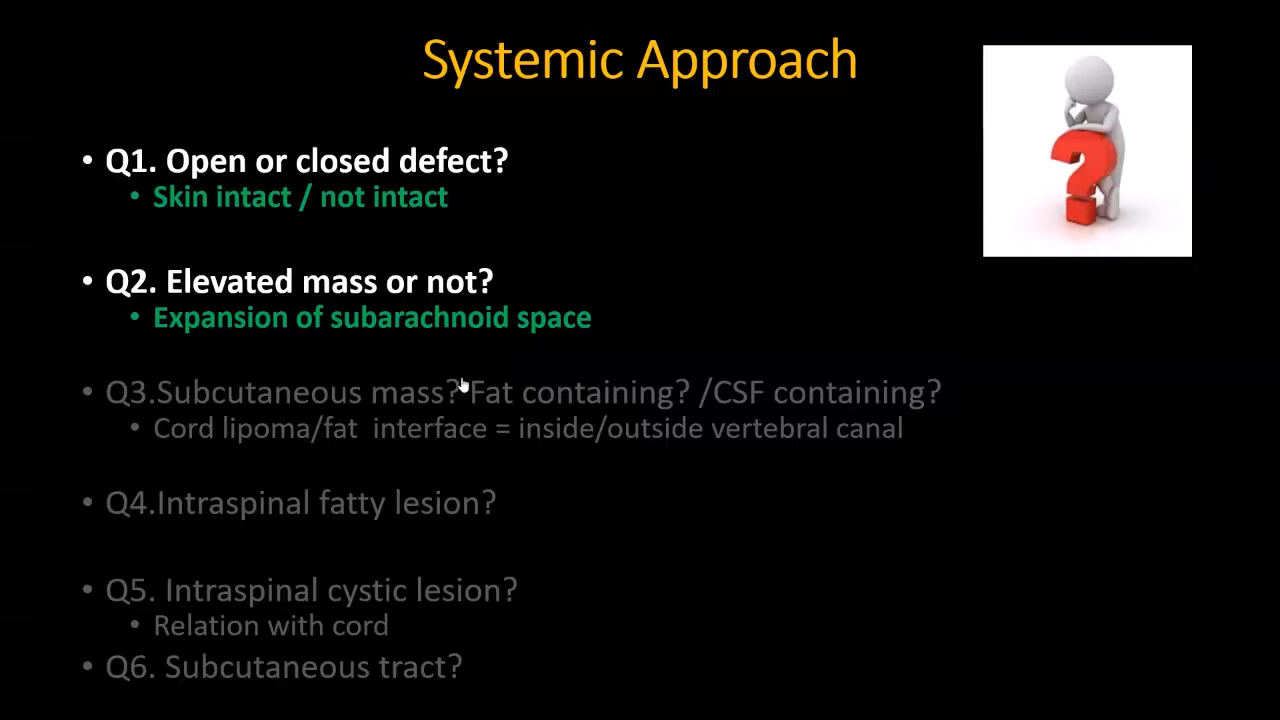 Systemic Approach
• Q1. Open or closed defect?
• Skin intact / not intact
• Q2. Elevated mass or not?
• Expansion of subarachnoid space
• Q3.Subcutaneous mass? Fat containing? /CSF containing?
• Cord lipoma/fat interface = inside/outside vertebral canal
• Q4.Intraspinal fatty lesion?
• Q5. Intraspinal cystic lesion?
• Relation with cord
• Q6. Subcutaneous tract?